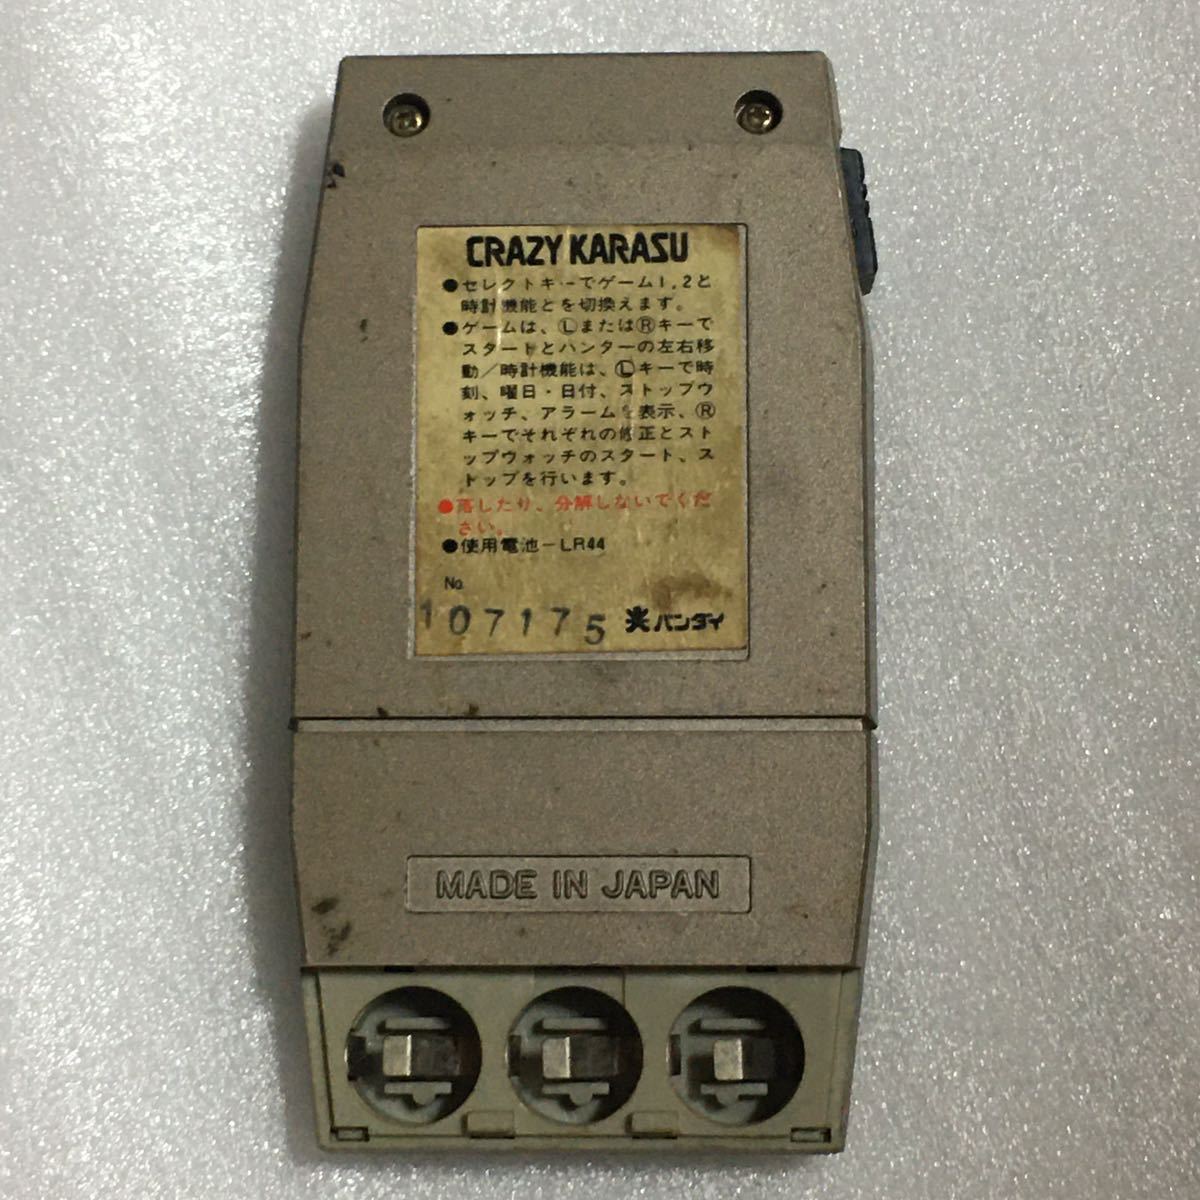 CRAZY KARASU
●セレクトキーでゲーム1,2と
時計機能とを切換えます。
●ゲームは、ⓁまたはⓇキーで
スタートとハンターの左右移
動/時計機能は、Ⓛキーで時
刻、曜日・日付、ストップウ
ォッチ、アラームを表示、Ⓡ
キーでそれぞれの修正とスト
ップウォッチのスタート、ス
トップを行います。
●落したり、分解しないでくだ
さい。
●使用電池-LR44
No.
107175 バンダイ
MADE IN JAPAN